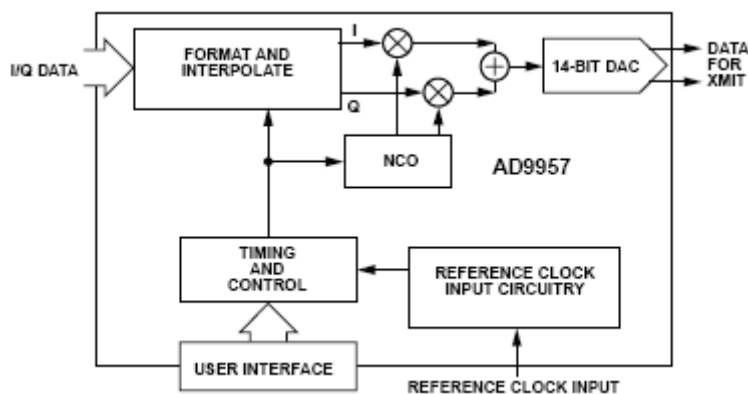 I/Q DATA
FORMAT AND
INTERPOLATE
I
Q
14-BIT DAC
DATA
FOR
XMIT
NCO
AD9957
TIMING
AND
CONTROL
REFERENCE CLOCK
INPUT CIRCUITRY
USER INTERFACE
REFERENCE CLOCK INPUT